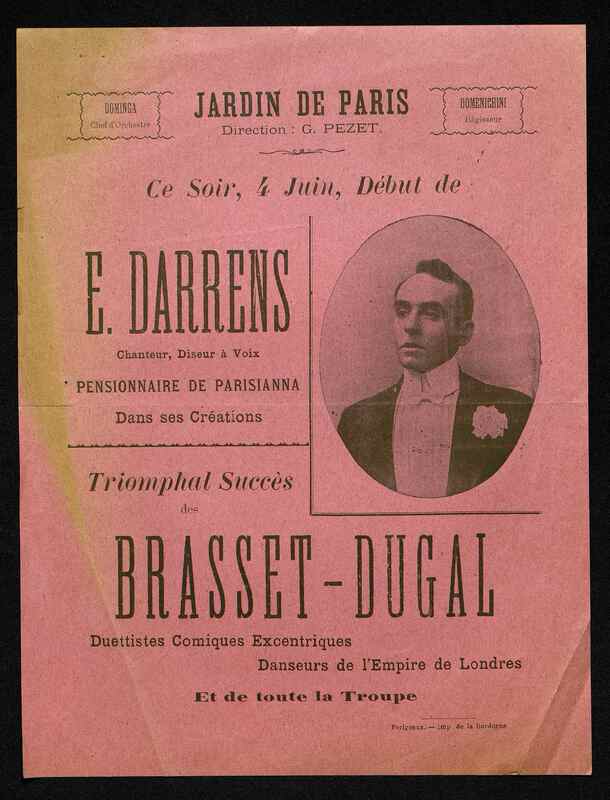 DOMINGA
Chef d'Orchestre
JARDIN DE PARIS
Direction : G. PEZET.
DOMENICHINI
Régisseur
Ce Soir, 4 Juin, Début de
E. DARRENS
Chanteur, Diseur à Voix
PENSIONNAIRE DE PARISIANNA
Dans ses Créations
Triomphal Succès
des
BRASSET - DUGAL
Duettistes Comiques Excentriques
Danseurs de l'Empire de Londres
Et de toute la Troupe
Périgueux. — Imp. de la Dordogne